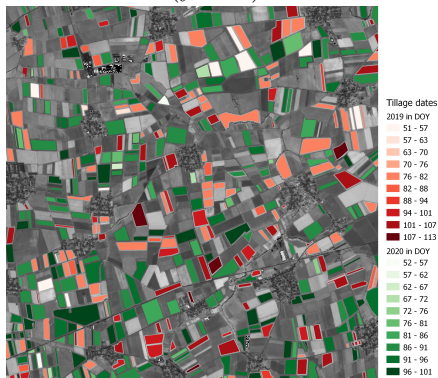 Tillage dates
2019 in DOY
51 - 57
57 - 63
63 - 70
70 - 76
76 - 82
82 - 88
88 - 94
94 - 101
101 - 107
107 - 113
2020 in DOY
52 - 57
57 - 62
62 - 67
67 - 72
72 - 76
76 - 81
81 - 86
86 - 91
91 - 96
96 - 101